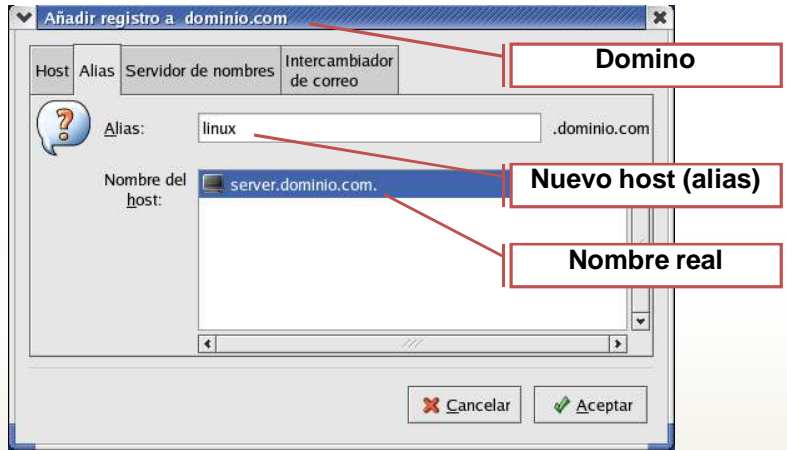 Añadir registro a dominio.com
Domino
Host
Alias
Servidor de nombres
Intercambiador
de correo
Alias:
linux
.dominio.com
Nuevo host (alias)
Nombre del
host:
server.dominio.com.
Nombre real
Cancelar
Aceptar